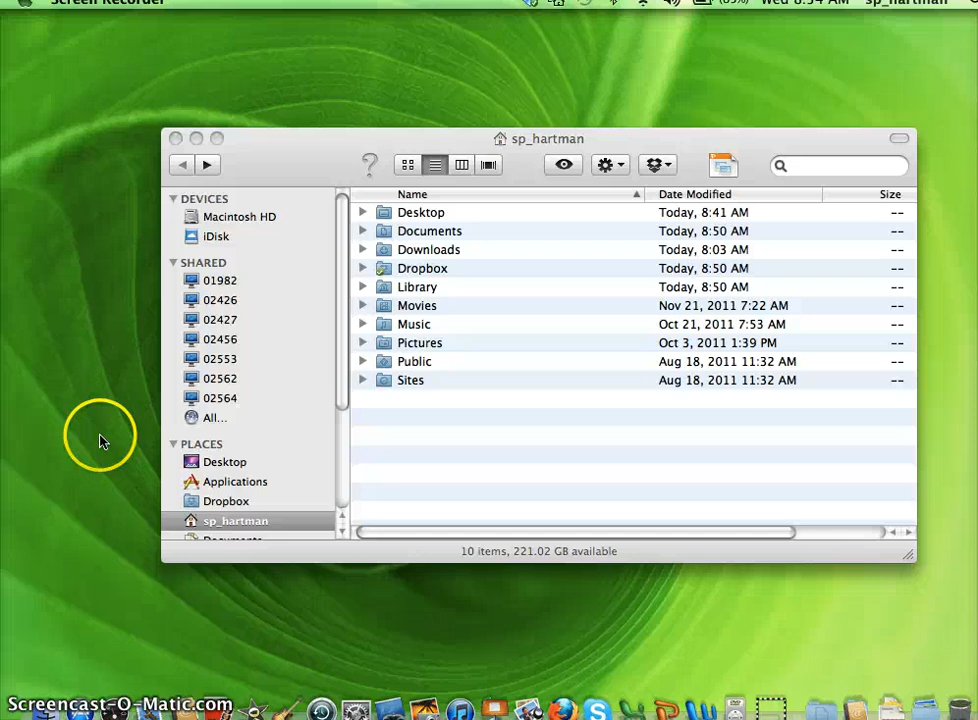 Screen Recorder (69%) Wed 8:54 AM sp_hartman
sp_hartman
Name Date Modified Size
DEVICES
Macintosh HD
iDisk
SHARED
01982
02426
02427
02456
02553
02562
02564
All...
PLACES
Desktop
Applications
Dropbox
sp_hartman
Documents
Desktop Today, 8:41 AM --
Documents Today, 8:50 AM --
Downloads Today, 8:03 AM --
Dropbox Today, 8:50 AM --
Library Today, 8:50 AM --
Movies Nov 21, 2011 7:22 AM --
Music Oct 21, 2011 7:53 AM --
Pictures Oct 3, 2011 1:39 PM --
Public Aug 18, 2011 11:32 AM --
Sites Aug 18, 2011 11:32 AM --
10 items, 221.02 GB available
Screencast-O-Matic.com